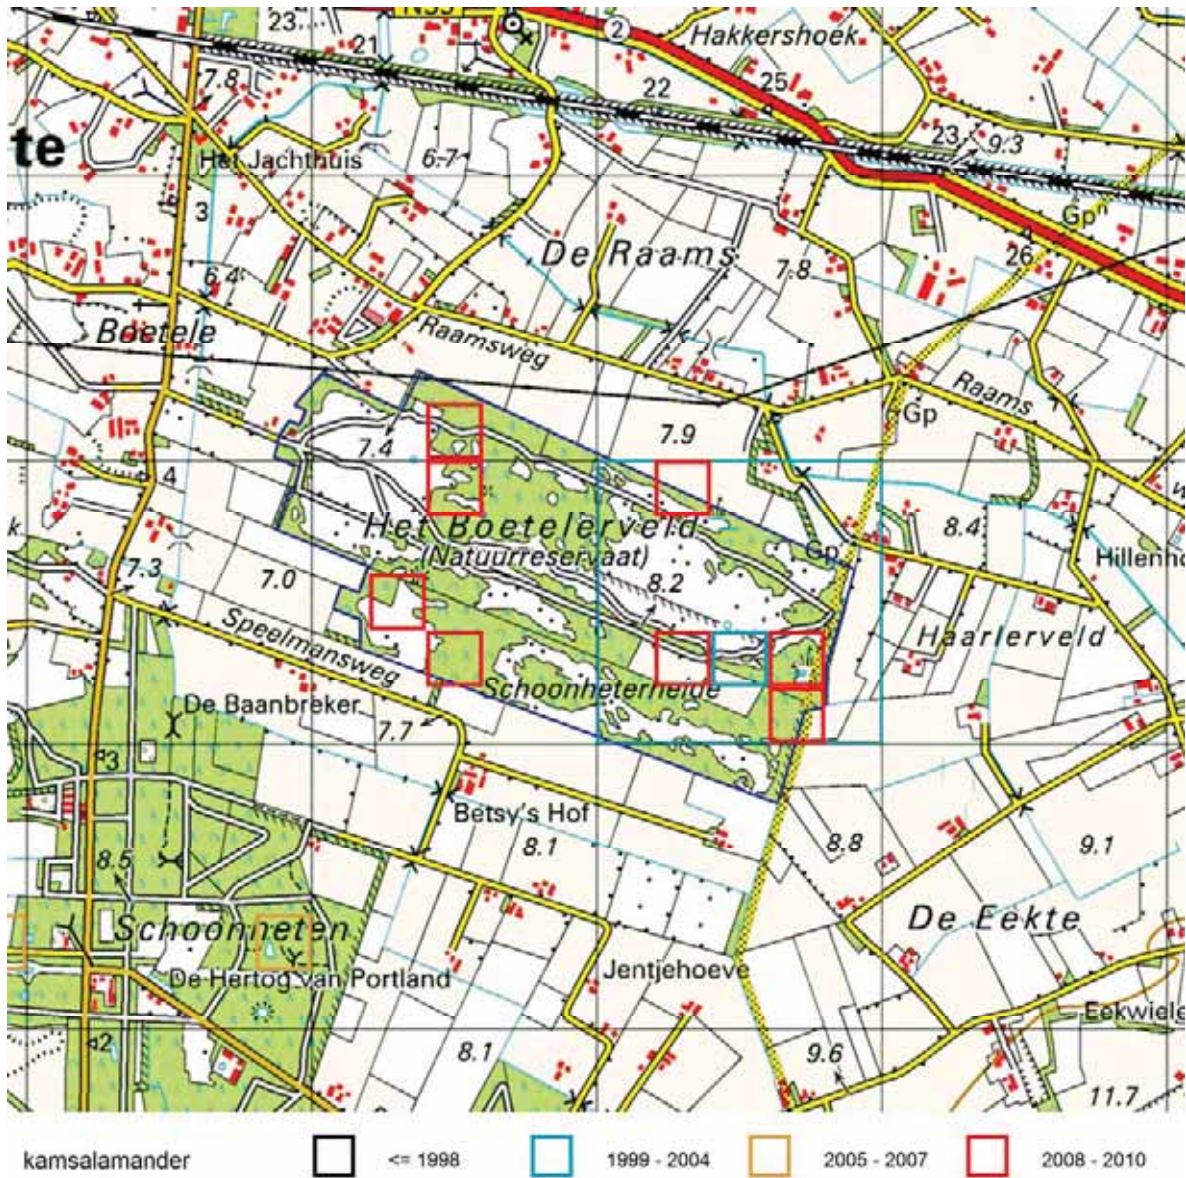 N35
23
2
Hakkershoek
21
7.8
22
25
te
Het Jachthuis
6.7
23
9.3
3
Gp
De Raams
7.8
26
6.4
Boetele
Raamsweg
Raams
7.4
7.9
Gp
4
Het Boetelerveld
8.4
k
(Natuurreservaat)
Gp
Hillenho
7.3
7.0
8.2
Speelmansweg
Haarlerveld
Schoonheterheide
De Baanbreker
7.7
3
Betsy's Hof
8.1
8.8
9.1
8.5
Schoonheten
De Eekte
De Hertog van Portland
Jentjehoeve
Eekwiele
2
8.1
9.6
11.7
kamsalamander
<= 1998
1999 - 2004
2005 - 2007
2008 - 2010